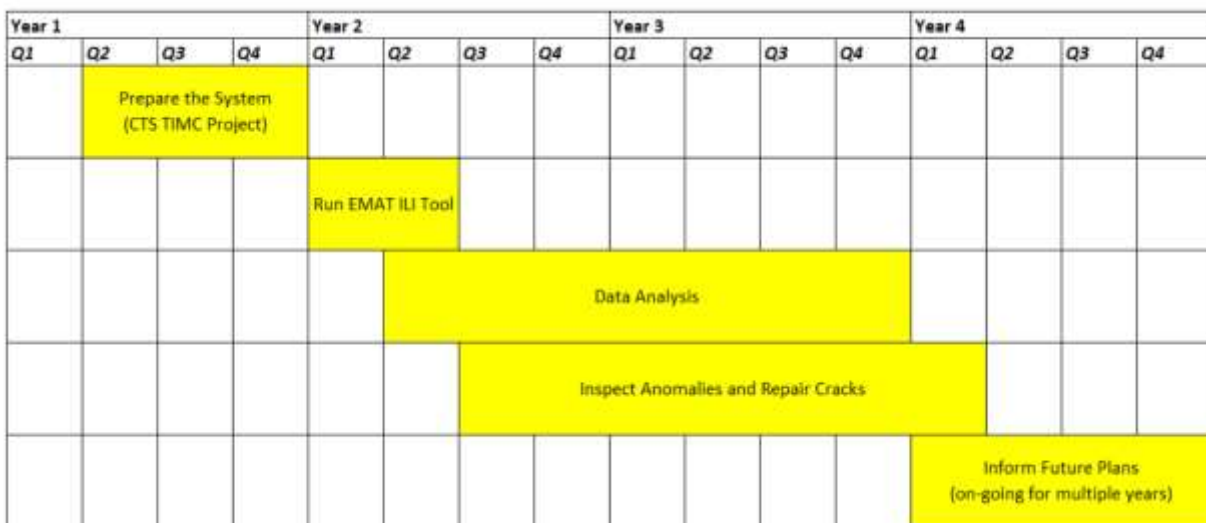 Year 1 Year 2 Year 3 Year 4
Q1 Q2 Q3 Q4 Q1 Q2 Q3 Q4 Q1 Q2 Q3 Q4 Q1 Q2 Q3 Q4
Prepare the System
(CTS TIMC Project)
Run EMAT ILI Tool
Data Analysis
Inspect Anomalies and Repair Cracks
Inform Future Plans
(on-going for multiple years)